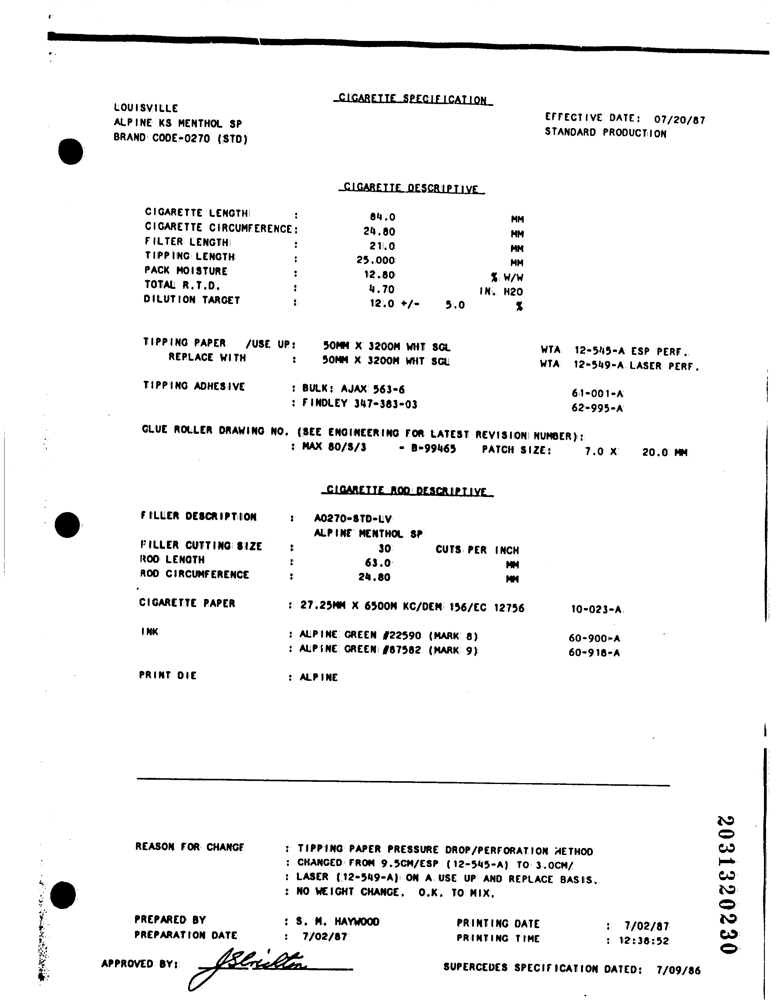 CIGARETTE SPECIFICATION
LOUISVILLE
ALPINE KS MENTHOL SP
BRAND CODE-0270 (STD)
EFFECTIVE DATE: 07/20/87
STANDARD PRODUCTION
CIGARETTE DESCRIPTIVE
CIGARETTE LENGTH : 84.0 MM
CIGARETTE CIRCUMFERENCE: 24.80 MM
FILTER LENGTH : 21.0 MM
TIPPING LENGTH : 25.000 MM
PACK MOISTURE : 12.80 % W/W
TOTAL R.T.D. : 4.70 IN. H2O
DILUTION TARGET : 12.0 +/- 5.0 %
TIPPING PAPER /USE UP: 50MM X 3200M WHT SGL WTA 12-545-A ESP PERF.
REPLACE WITH : 50MM X 3200M WHT SGL WTA 12-549-A LASER PERF.
TIPPING ADHESIVE : BULK: AJAX 563-6 61-001-A
: FINDLEY 347-383-03 62-995-A
GLUE ROLLER DRAWING NO. (SEE ENGINEERING FOR LATEST REVISION NUMBER):
: MAX 80/S/3 - B-99465 PATCH SIZE: 7.0 X 20.0 MM
CIGARETTE ROD DESCRIPTIVE
FILLER DESCRIPTION : A0270-STD-LV
ALPINE MENTHOL SP
FILLER CUTTING SIZE : 30 CUTS PER INCH
ROD LENGTH : 63.0 MM
ROD CIRCUMFERENCE : 24.80 MM
CIGARETTE PAPER : 27.25MM X 6500M KC/DEM 156/EC 12756 10-023-A
INK : ALPINE GREEN #22590 (MARK 8) 60-900-A
: ALPINE GREEN #87582 (MARK 9) 60-918-A
PRINT DIE : ALPINE
REASON FOR CHANGE : TIPPING PAPER PRESSURE DROP/PERFORATION METHOD
: CHANGED FROM 9.5CM/ESP (12-545-A) TO 3.0CM/
: LASER (12-549-A) ON A USE UP AND REPLACE BASIS.
: NO WEIGHT CHANGE. O.K. TO MIX.
PREPARED BY : S. M. HAYWOOD PRINTING DATE : 7/02/87
PREPARATION DATE : 7/02/87 PRINTING TIME : 12:38:52
APPROVED BY: SUPERCEDES SPECIFICATION DATED: 7/09/86
2031320230